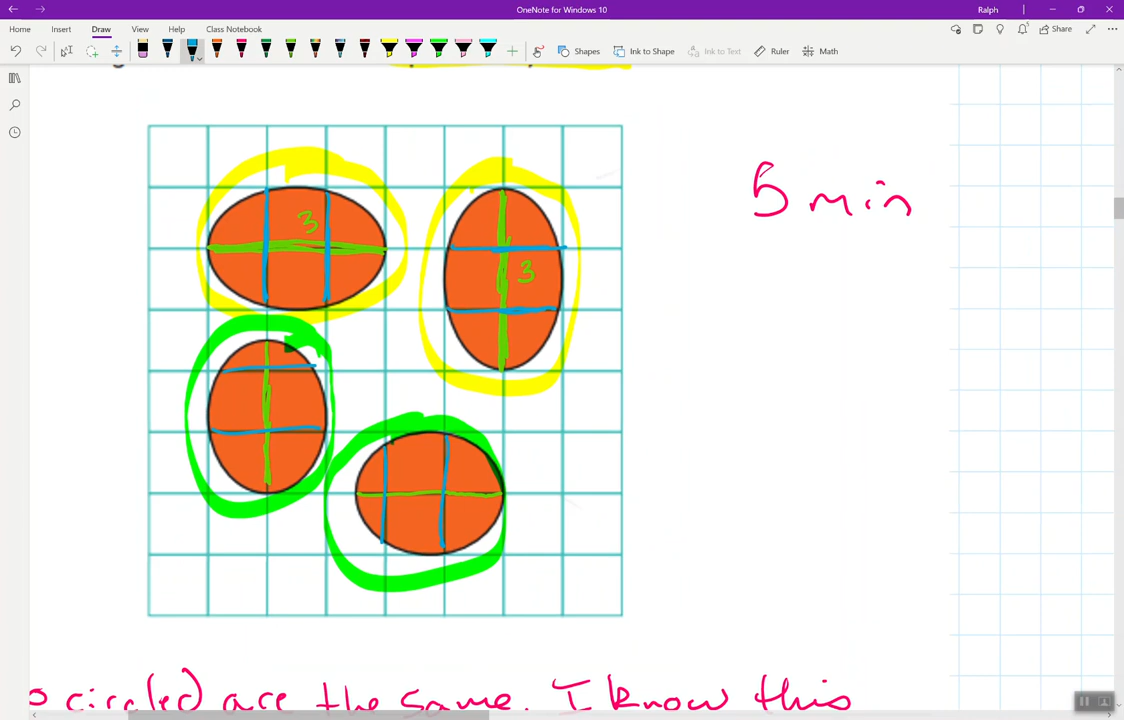 OneNote for Windows 10
Ralph
Home Insert Draw View Help Class Notebook
Share
Shapes Ink to Shape Ink to Text Ruler Math
5 min
3
3
circled) are the same. I know this